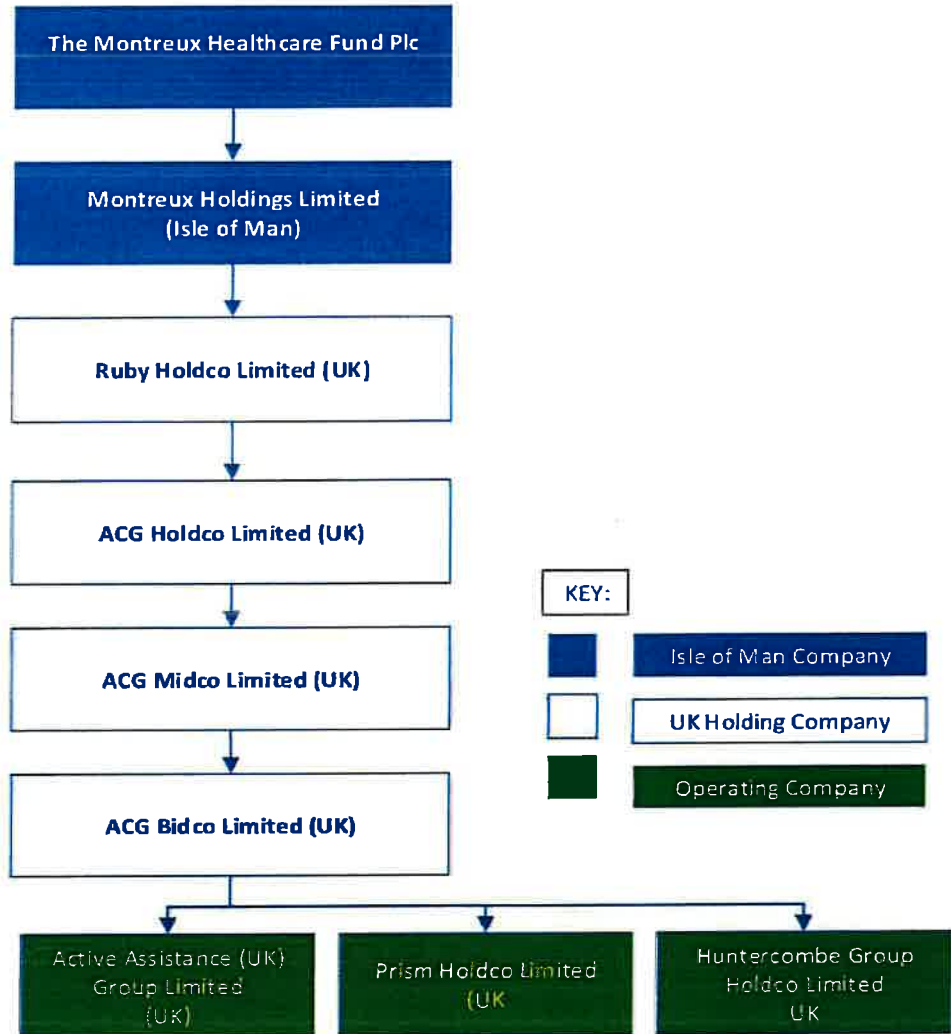 The Montreux Healthcare Fund Plc
Montreux Holdings Limited
(Isle of Man)
Ruby Holdco Limited (UK)
ACG Holdco Limited (UK)
ACG Midco Limited (UK)
ACG Bidco Limited (UK)
KEY:
Isle of Man Company
UK Holding Company
Operating Company
Active Assistance (UK)
Group Limited
(UK)
Prism Holdco Limited
(UK
Huntercombe Group
Holdco Limited
UK